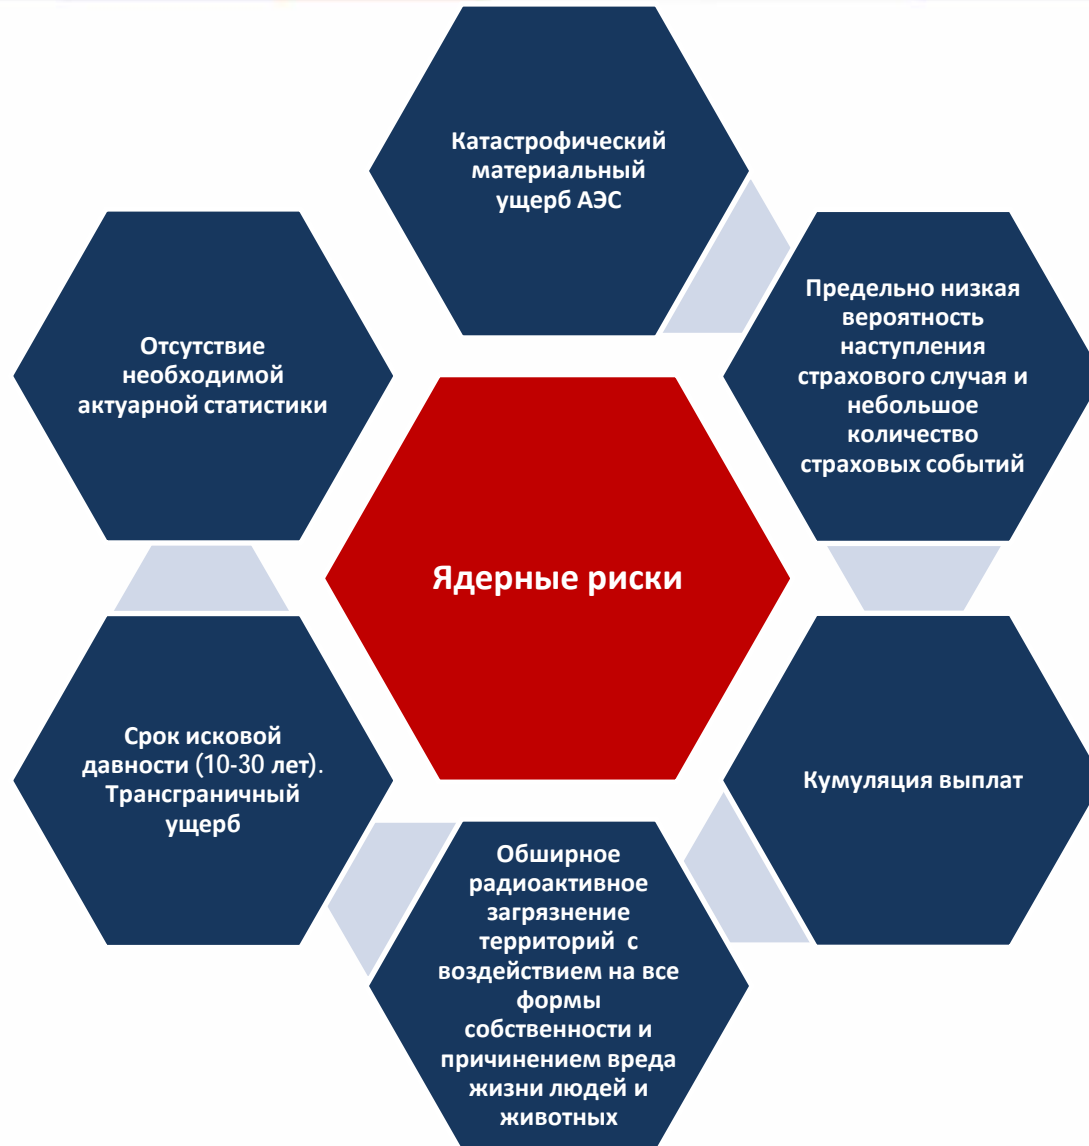 Катастрофический
материальный
ущерб АЭС
Предельно низкая
вероятность
наступления
страхового случая и
небольшое
количество
страховых событий
Кумуляция выплат
Обширное
радиоактивное
загрязнение
территорий с
воздействием на все
формы
собственности и
причинением вреда
жизни людей и
животных
Срок исковой
давности (10-30 лет).
Трансграничный
ущерб
Отсутствие
необходимой
актуарной статистики
Ядерные риски